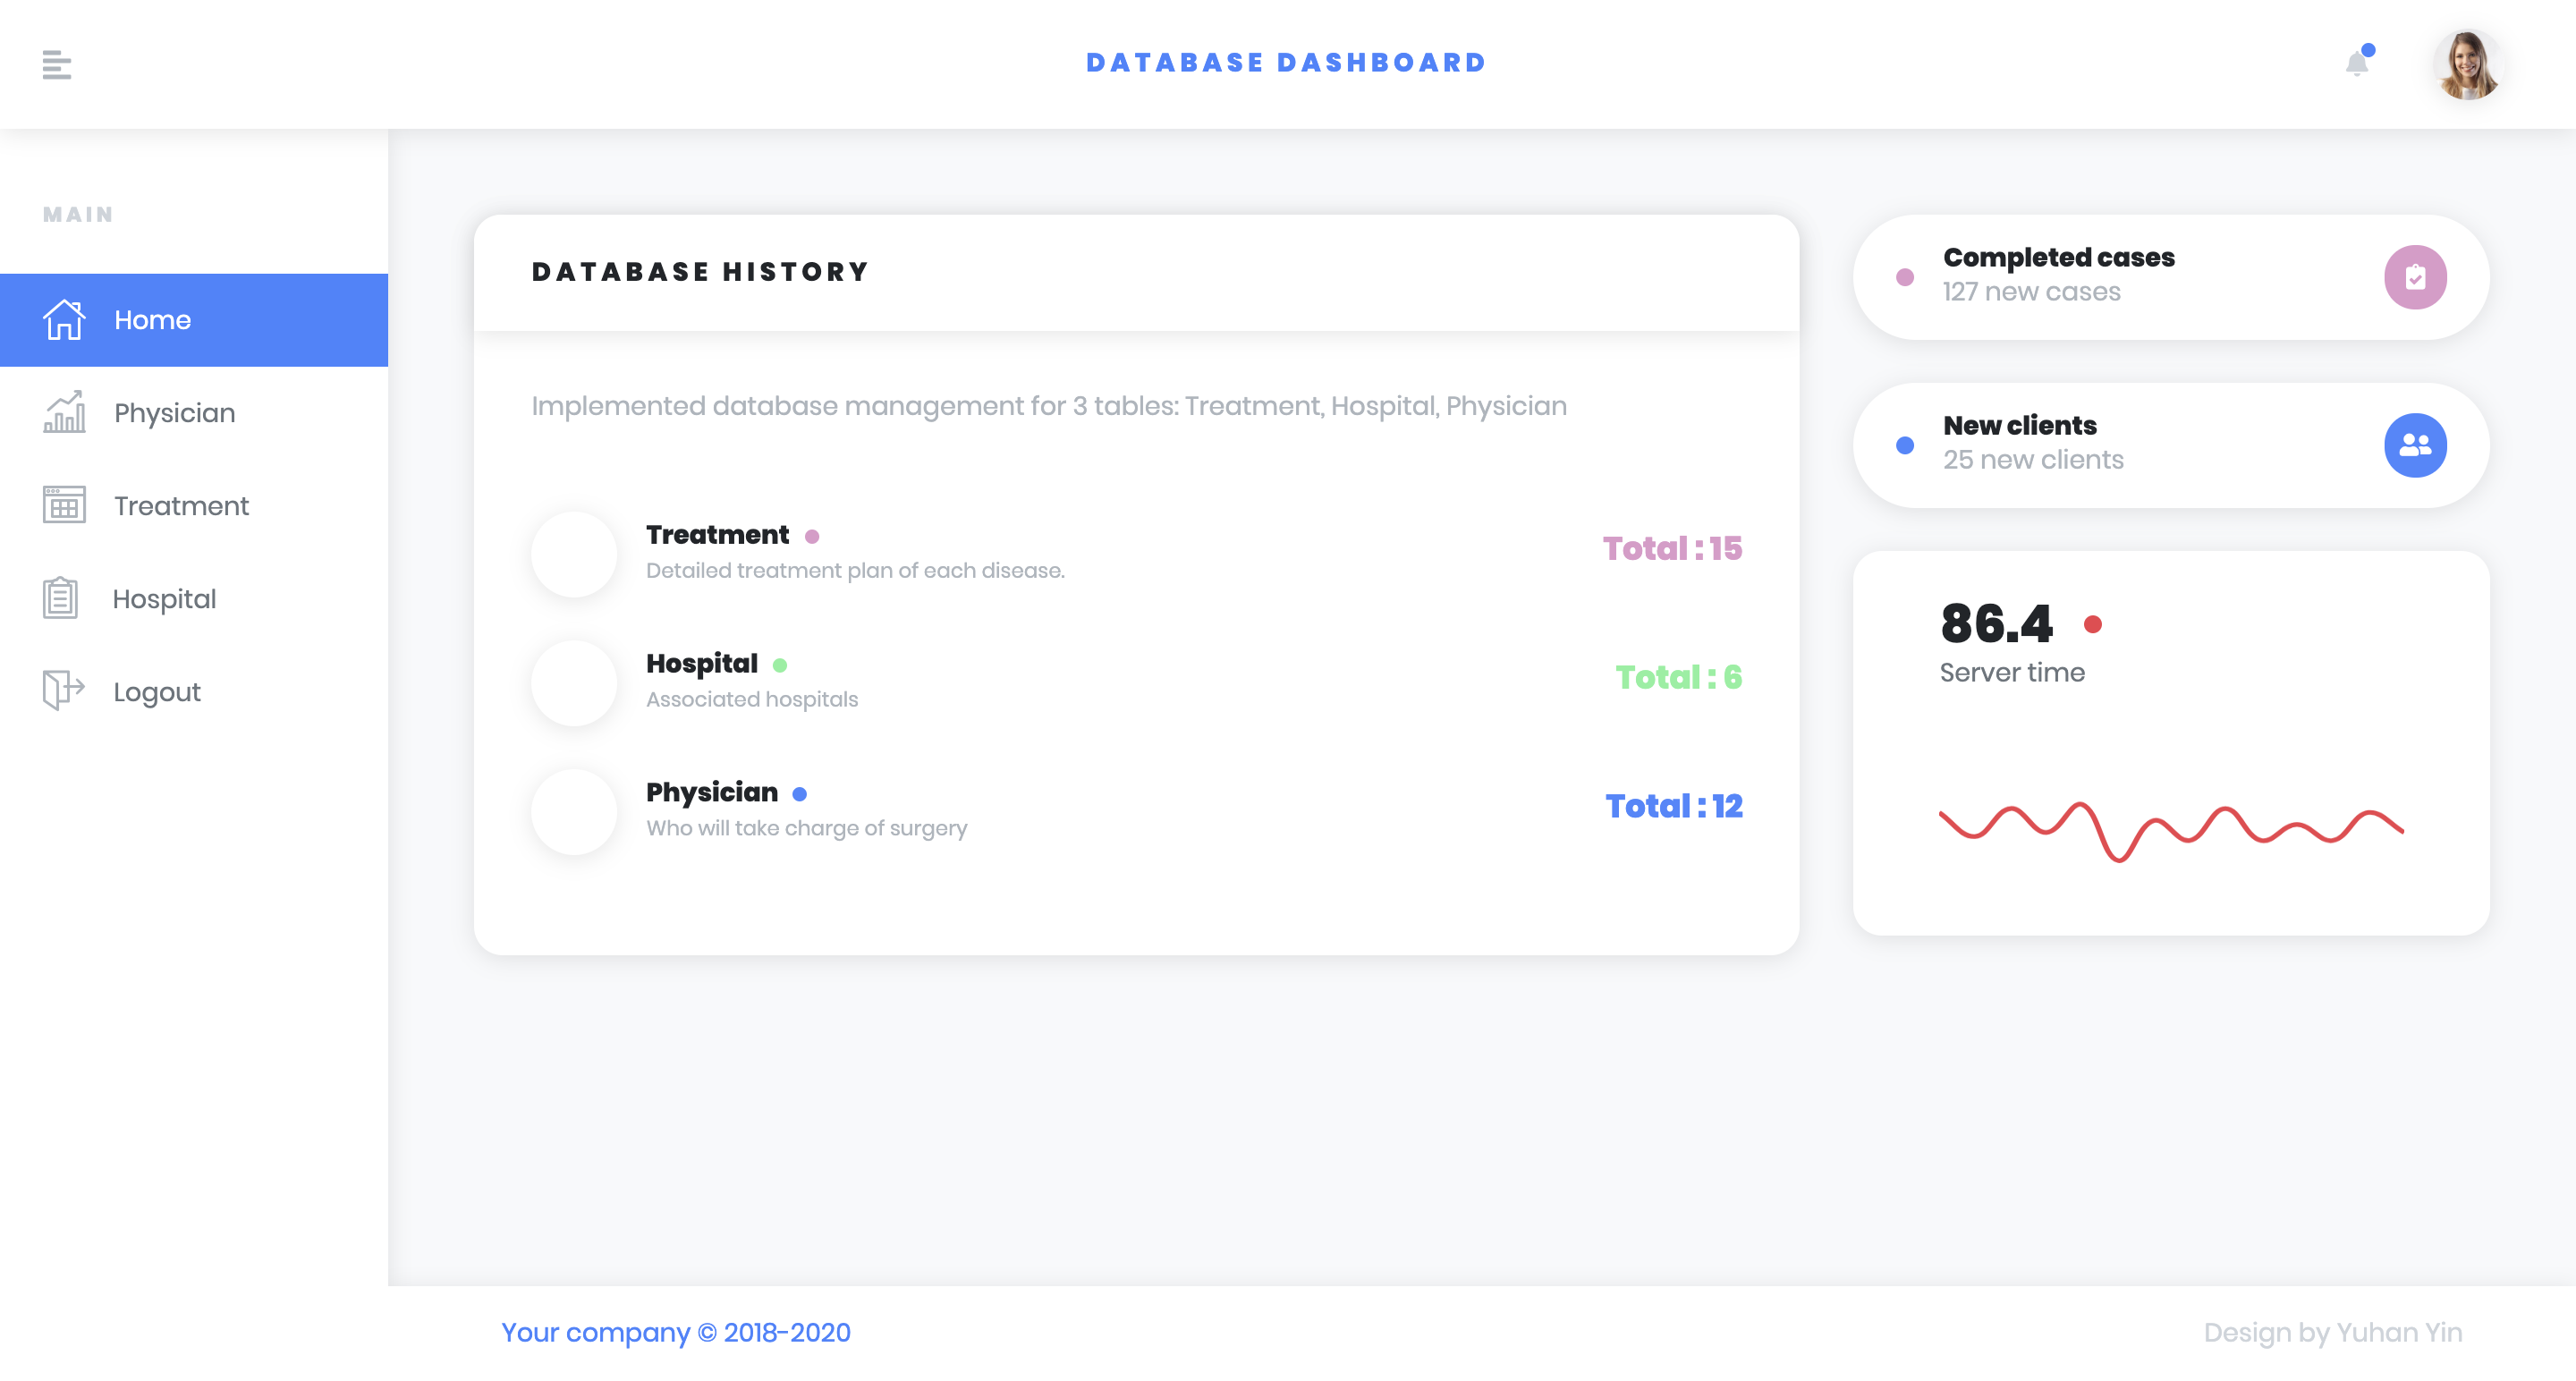 DATABASE DASHBOARD
MAIN
Home
Physician
Treatment
Hospital
Logout
DATABASE HISTORY
Implemented database management for 3 tables: Treatment, Hospital, Physician
Treatment
Detailed treatment plan of each disease.
Total : 15
Hospital
Associated hospitals
Total : 6
Physician
Who will take charge of surgery
Total : 12
Completed cases
127 new cases
New clients
25 new clients
86.4
Server time
Your company © 2018-2020
Design by Yuhan Yin